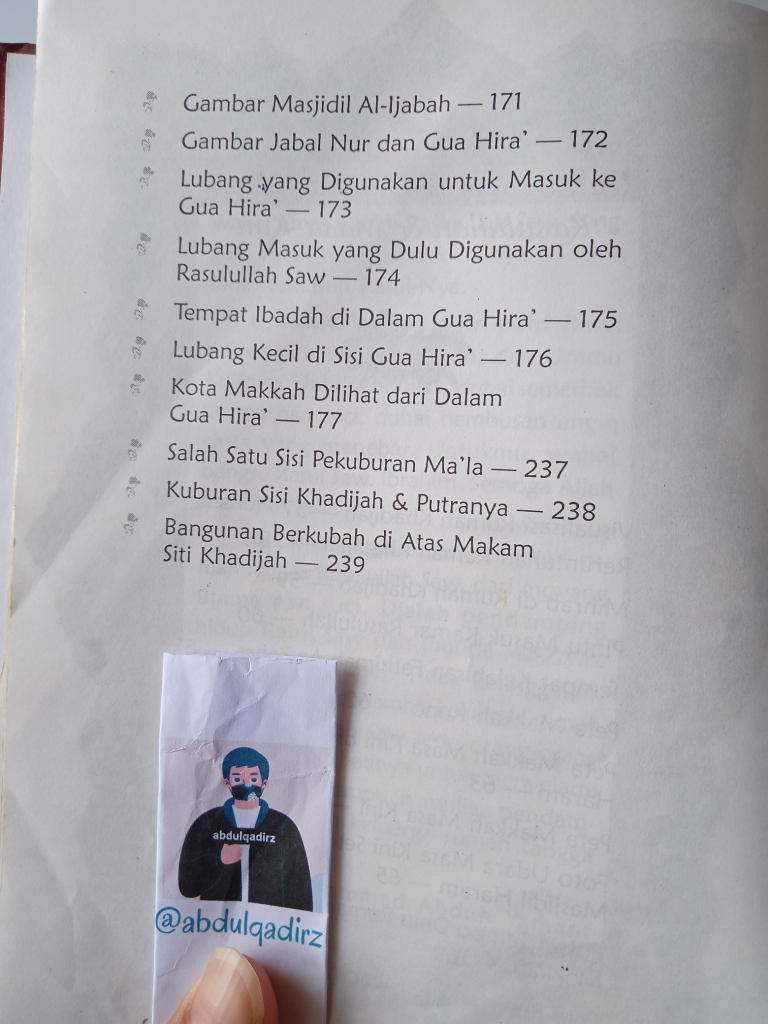 Gambar Masjidil Al-Ijabah — 171
Gambar Jabal Nur dan Gua Hira' — 172
Lubang yang Digunakan untuk Masuk ke
Gua Hira' — 173
Lubang Masuk yang Dulu Digunakan oleh
Rasulullah Saw — 174
Tempat Ibadah di Dalam Gua Hira' — 175
Lubang Kecil di Sisi Gua Hira' — 176
Kota Makkah Dilihat dari Dalam
Gua Hira' — 177
Salah Satu Sisi Pekuburan Ma'la — 237
Kuburan Sisi Khadijah & Putranya — 238
Bangunan Berkubah di Atas Makam
Siti Khadijah — 239
abdulqadirz
@abdulqadirz